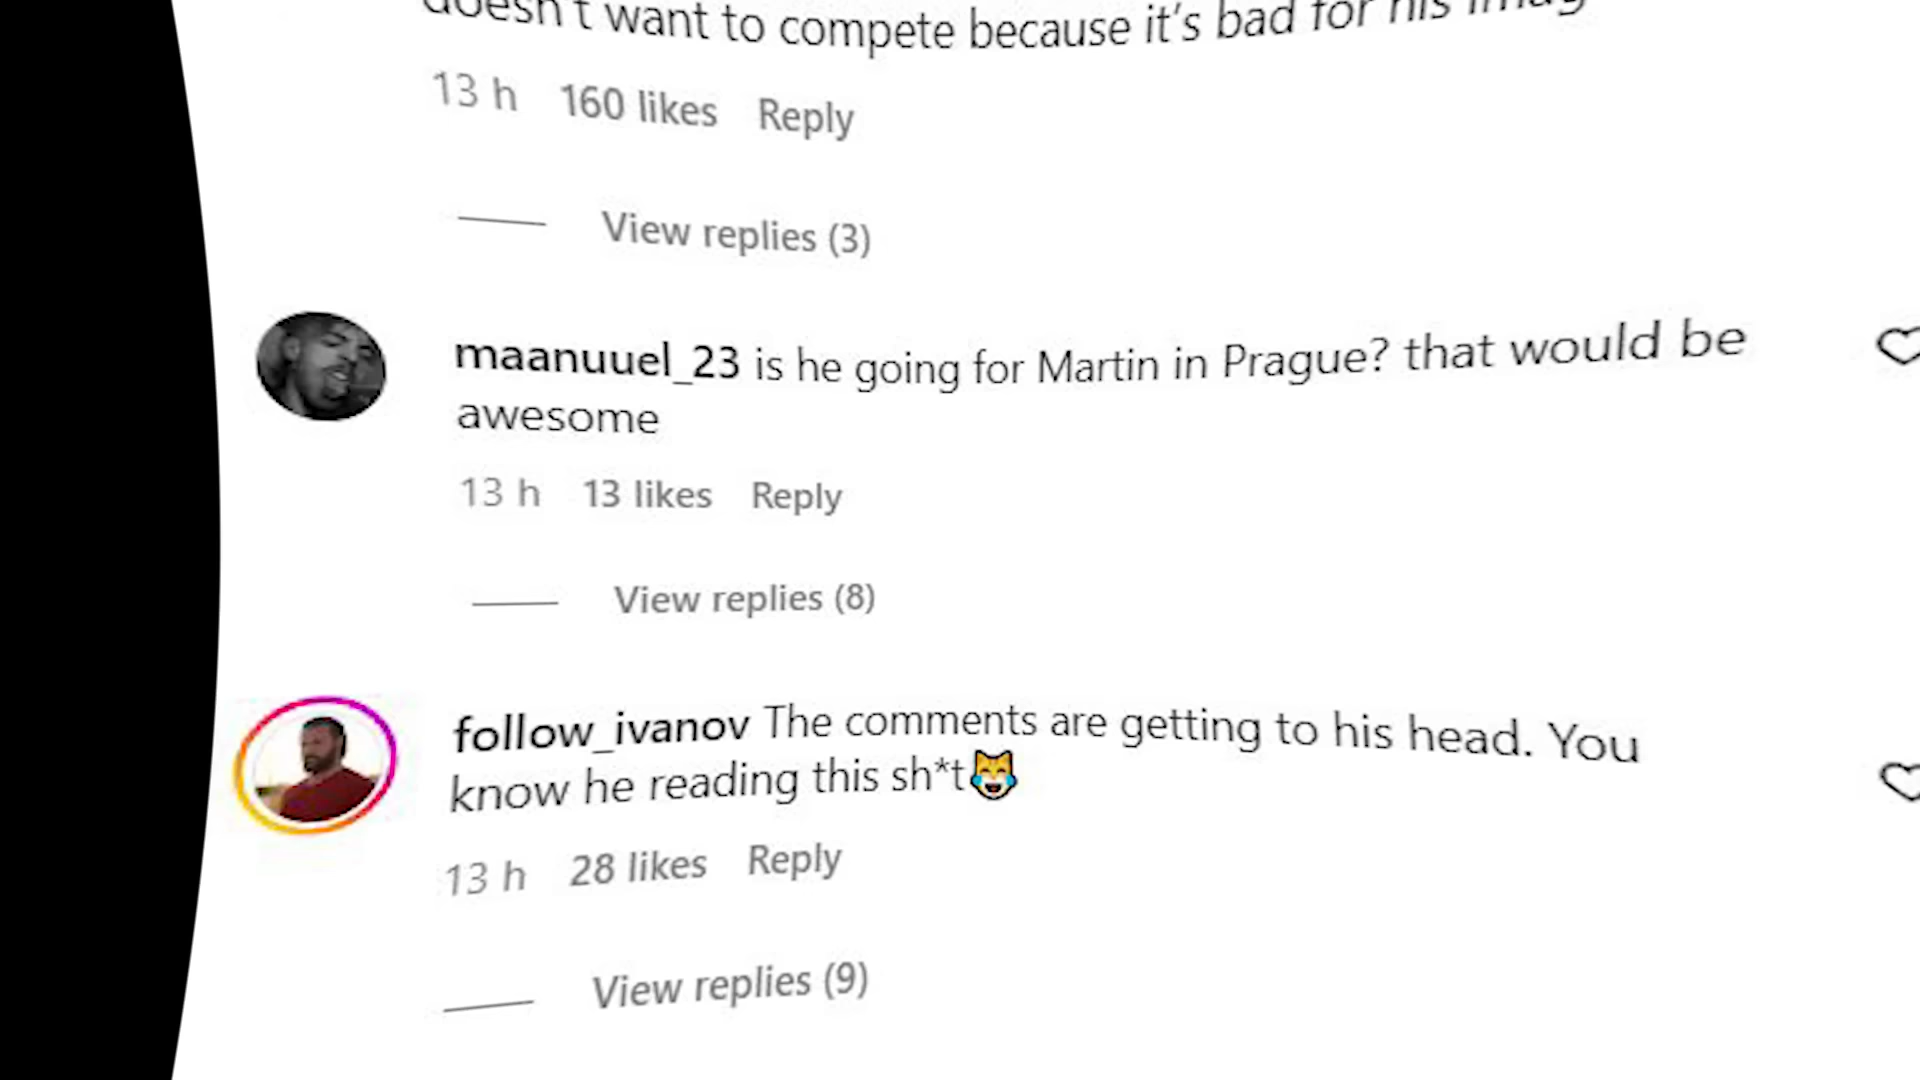 doesn't want to compete because it's bad for his imag
13 h 160 likes Reply
View replies (3)
maanuuel_23 is he going for Martin in Prague? that would be
awesome
13 h 13 likes Reply
View replies (8)
follow_ivanov The comments are getting to his head. You
know he reading this sh*t😹
13 h 28 likes Reply
View replies (9)